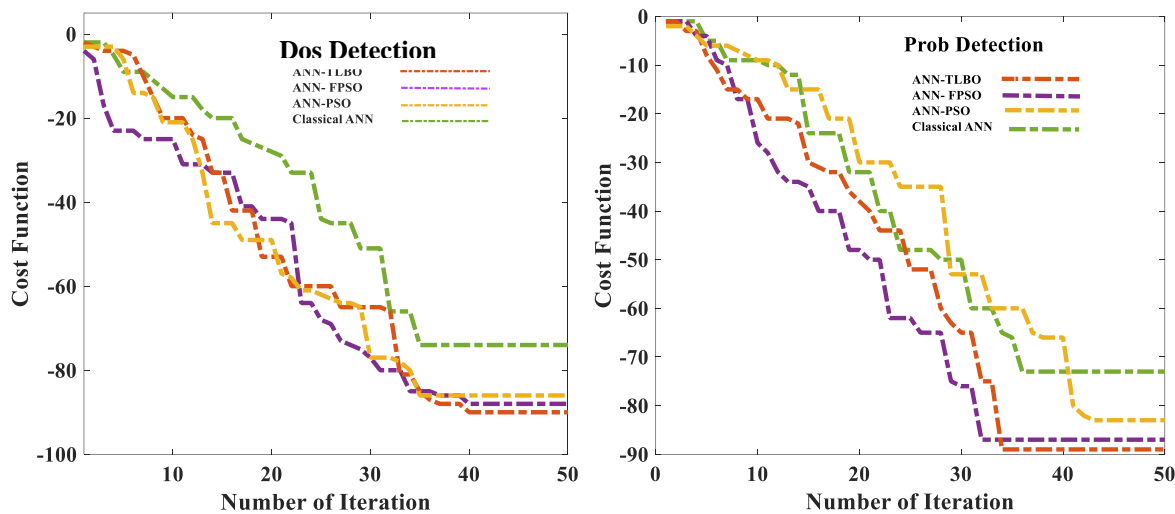 Dos Detection
ANN-TLBO
ANN- FPSO
ANN-PSO
Classical ANN
-0
-20
-40
-60
-80
-100
Cost Function
10
20
30
40
50
Number of Iteration
Prob Detection
ANN-TLBO
ANN- FPSO
ANN-PSO
Classical ANN
-0
-10
-20
-30
-40
-50
-60
-70
-80
-90
Cost Function
0
10
20
30
40
50
Number of Iteration